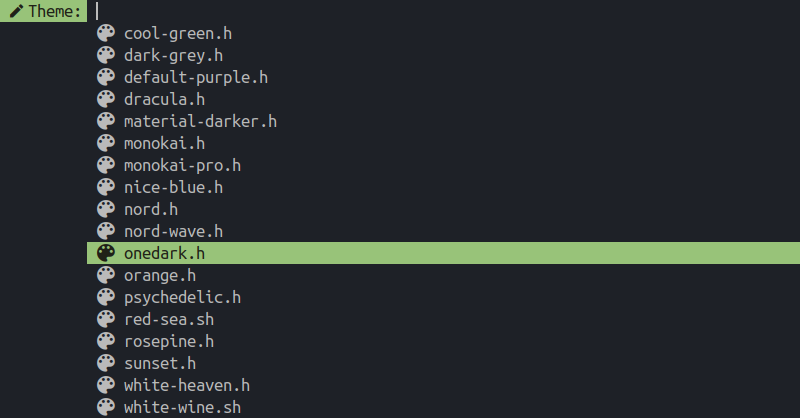 Theme:
cool-green.h
dark-grey.h
default-purple.h
dracula.h
material-darker.h
monokai.h
monokai-pro.h
nice-blue.h
nord.h
nord-wave.h
onedark.h
orange.h
psychedelic.h
red-sea.sh
rosepine.h
sunset.h
white-heaven.h
white-wine.sh